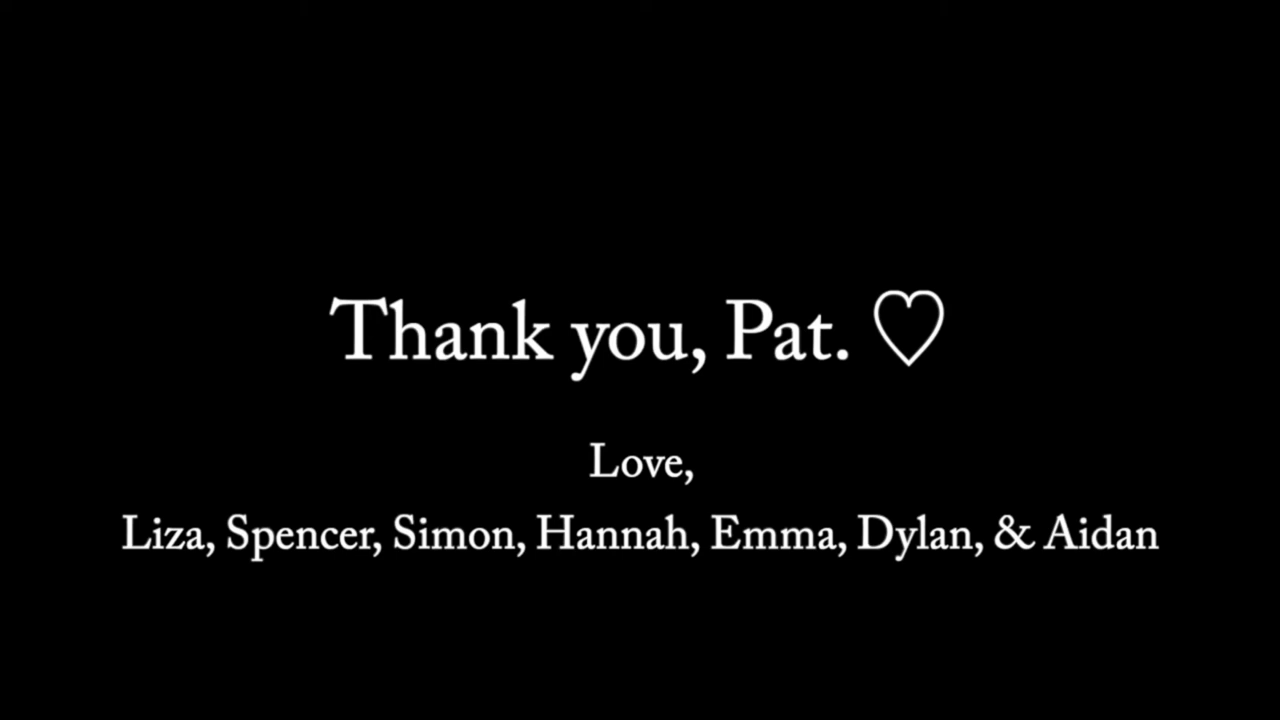 Thank you, Pat. ♡
Love,
Liza, Spencer, Simon, Hannah, Emma, Dylan, & Aidan